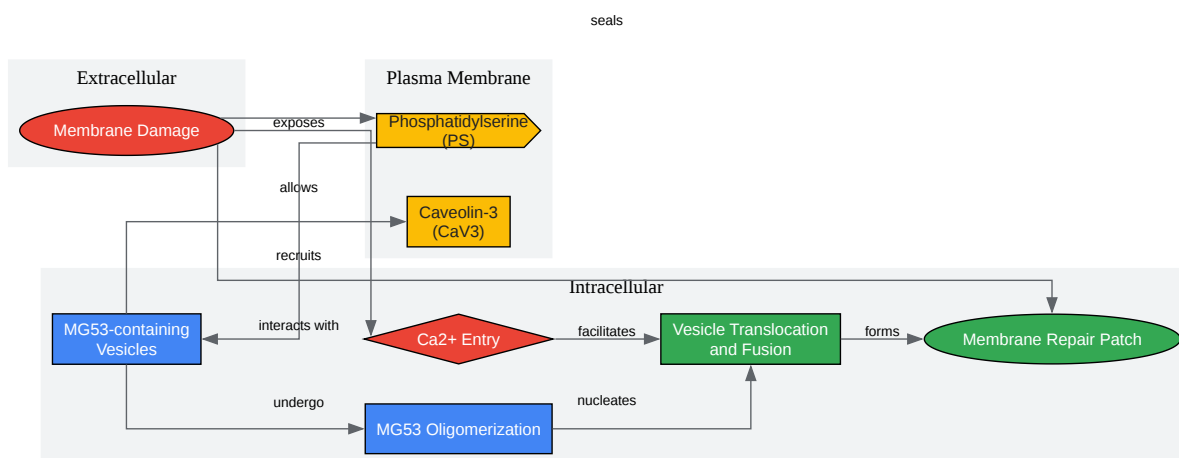 seals
Extracellular
Plasma Membrane
Membrane Damage
exposes
Phosphatidylserine
(PS)
allows
Caveolin-3
(CaV3)
recruits
Intracellular
MG53-containing
Vesicles
interacts with
Ca2+ Entry
facilitates
Vesicle Translocation
and Fusion
forms
Membrane Repair Patch
undergo
MG53 Oligomerization
nucleates